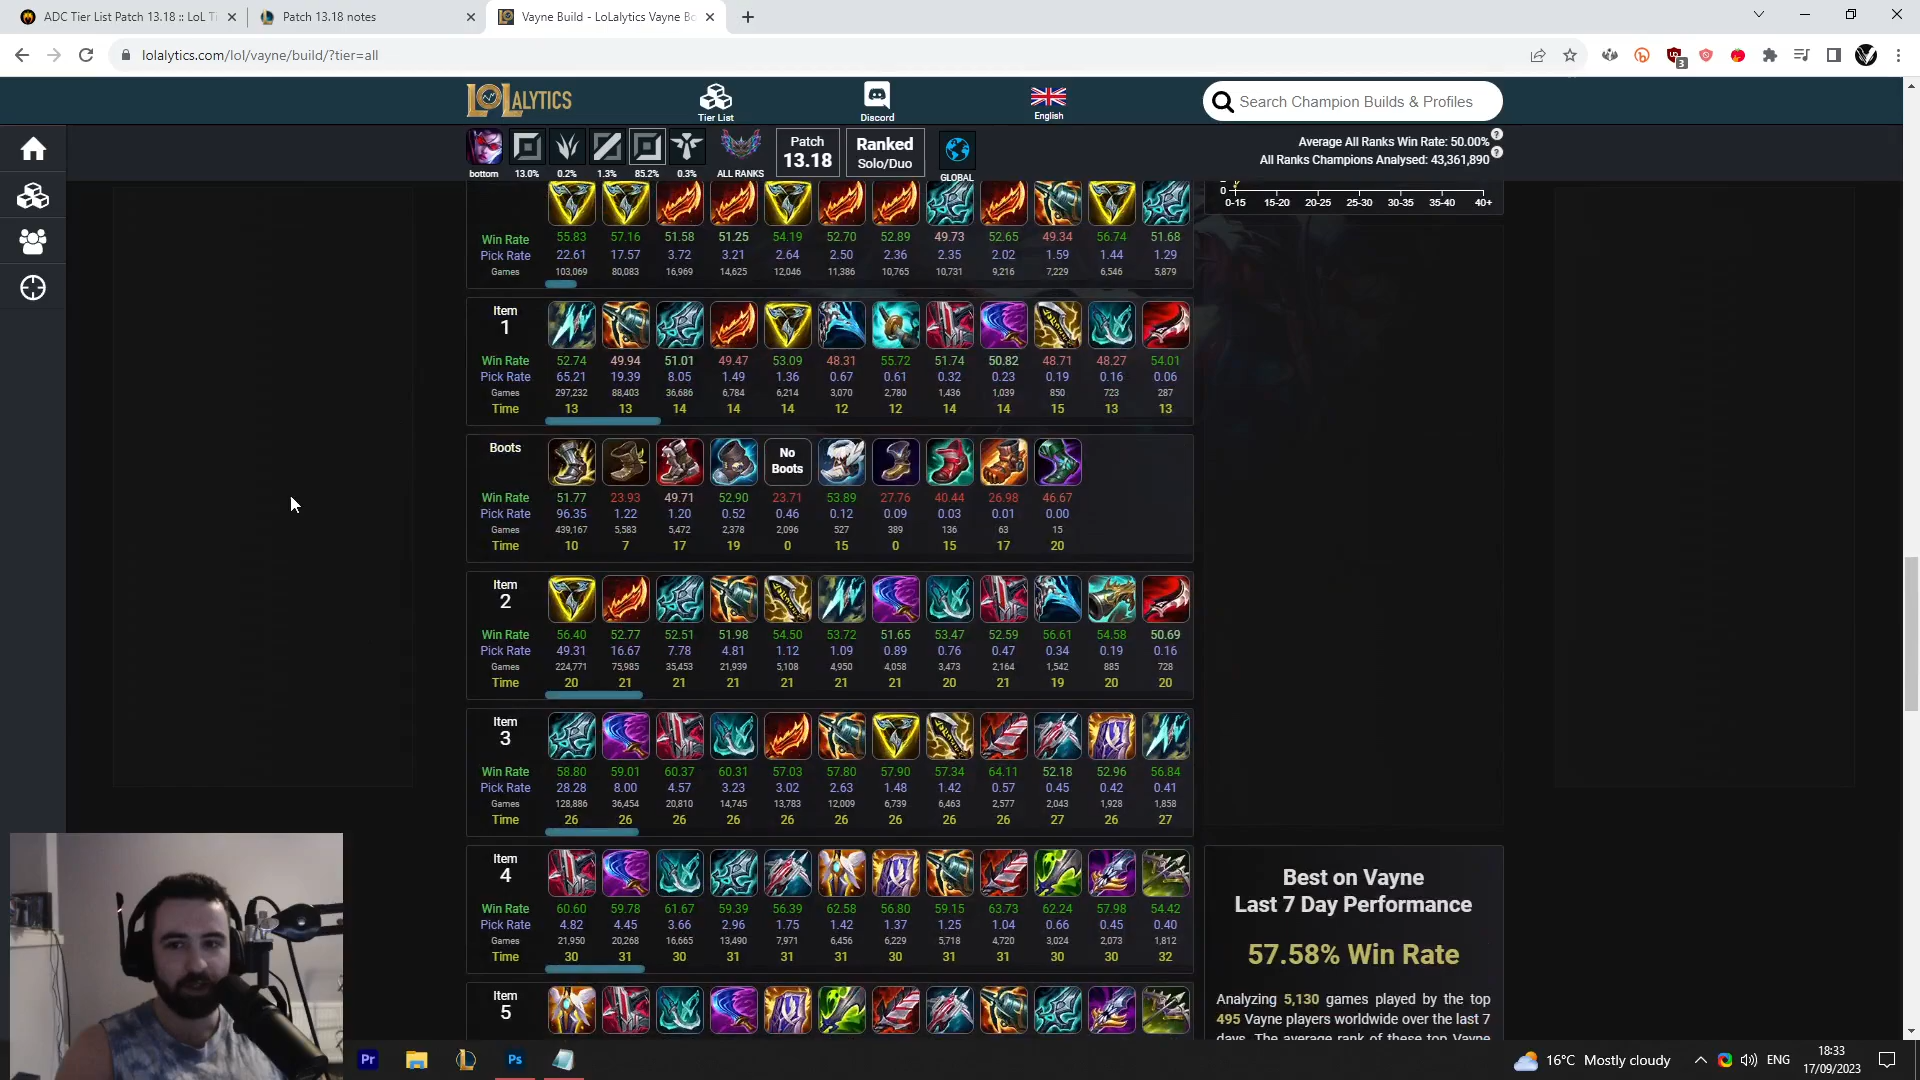 ADC Tier List Patch 13.18 :: LoL Ti
Patch 13.18 notes
Vayne Build - LoLalytics Vayne Bo
lolalytics.com/lol/vayne/build/?tier=all
3
LOLALYTICS
Tier List
Discord
English
Search Champion Builds & Profiles
bottom
13.0%
0.2%
1.3%
85.2%
0.3%
ALL RANKS
Patch
13.18
Ranked
Solo/Duo
GLOBAL
Average All Ranks Win Rate: 50.00%
All Ranks Champions Analysed: 43,361,890
0
0-15 15-20 20-25 25-30 30-35 35-40 40+
Win Rate 55.83 57.16 51.58 51.25 54.19 52.70 52.89 49.73 52.65 49.34 56.74 51.68
Pick Rate 22.61 17.57 3.72 3.21 2.64 2.50 2.36 2.35 2.02 1.59 1.44 1.29
Games 103,069 80,083 16,969 14,625 12,046 11,386 10,765 10,731 9,216 7,229 6,546 5,879
Item
1
Win Rate 52.74 49.94 51.01 49.47 53.09 48.31 55.72 51.74 50.82 48.71 48.27 54.01
Pick Rate 65.21 19.39 8.05 1.49 1.36 0.67 0.61 0.32 0.23 0.19 0.16 0.06
Games 297,232 88,403 36,686 6,784 6,214 3,070 2,780 1,436 1,039 850 723 287
Time 13 13 14 14 14 12 12 14 14 15 13 13
Boots
No
Boots
Win Rate 51.77 23.93 49.71 52.90 23.71 53.89 27.76 40.44 26.98 46.67
Pick Rate 96.35 1.22 1.20 0.52 0.46 0.12 0.09 0.03 0.01 0.00
Games 439,167 5,583 5,472 2,378 2,096 527 389 136 63 15
Time 10 7 17 19 0 15 0 15 17 20
Item
2
Win Rate 56.40 52.77 52.51 51.98 54.50 53.72 51.65 53.47 52.59 56.61 54.58 50.69
Pick Rate 49.31 16.67 7.78 4.81 1.12 1.09 0.89 0.76 0.47 0.34 0.19 0.16
Games 224,771 75,985 35,453 21,939 5,108 4,950 4,058 3,473 2,164 1,542 885 728
Time 20 21 21 21 21 21 21 20 21 19 20 20
Item
3
Win Rate 58.80 59.01 60.37 60.31 57.03 57.80 57.90 57.34 64.11 52.18 52.96 56.84
Pick Rate 28.28 8.00 4.57 3.23 3.02 2.63 1.48 1.42 0.57 0.45 0.42 0.41
Games 128,886 36,454 20,810 14,745 13,783 12,009 6,739 6,463 2,577 2,043 1,928 1,858
Time 26 26 26 26 26 26 26 26 27 27 26 27
Item
4
Win Rate 60.60 59.78 61.67 59.39 56.39 62.58 56.80 59.15 63.73 62.24 57.98 54.42
Pick Rate 4.82 4.45 3.66 2.96 1.75 1.42 1.37 1.25 1.04 0.66 0.45 0.40
Games 21,950 20,268 16,665 13,490 7,971 6,456 6,229 5,718 4,720 3,024 2,073 1,812
Time 30 31 30 31 31 31 30 31 31 30 30 32
Item
5
Best on Vayne
Last 7 Day Performance
57.58% Win Rate
Analyzing 5,130 games played by the top
495 Vayne players worldwide over the last 7
days. The average rank of these top Vayne
Pr
Ps
16°C Mostly cloudy
ENG
18:33
17/09/2023